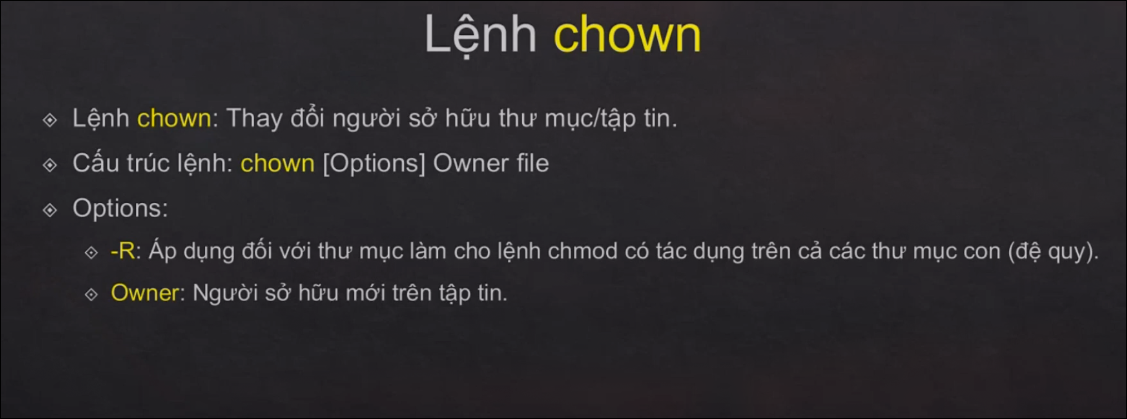 Lệnh chown
Lệnh chown: Thay đổi người sở hữu thư mục/tập tin.
Cấu trúc lệnh: chown [Options] Owner file
Options:
-R: Áp dụng đối với thư mục làm cho lệnh chmod có tác dụng trên cả các thư mục con (đệ quy).
Owner: Người sở hữu mới trên tập tin.